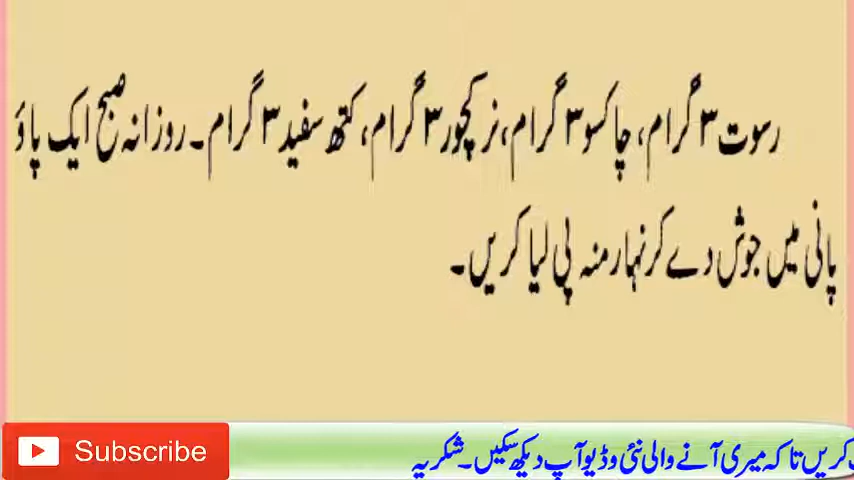 رسوت ۳ گرام، چاکسو ۳ گرام، نرکچور ۳ گرام، کتھ سفید ۳ گرام۔ روزانہ صبح ایک پاؤ
پانی میں جوش دے کر نہار منہ پی لیا کریں۔
Subscribe
کریں تاکہ میری آنے والی نئی وڈیو آپ دیکھ سکیں۔ شکریہ